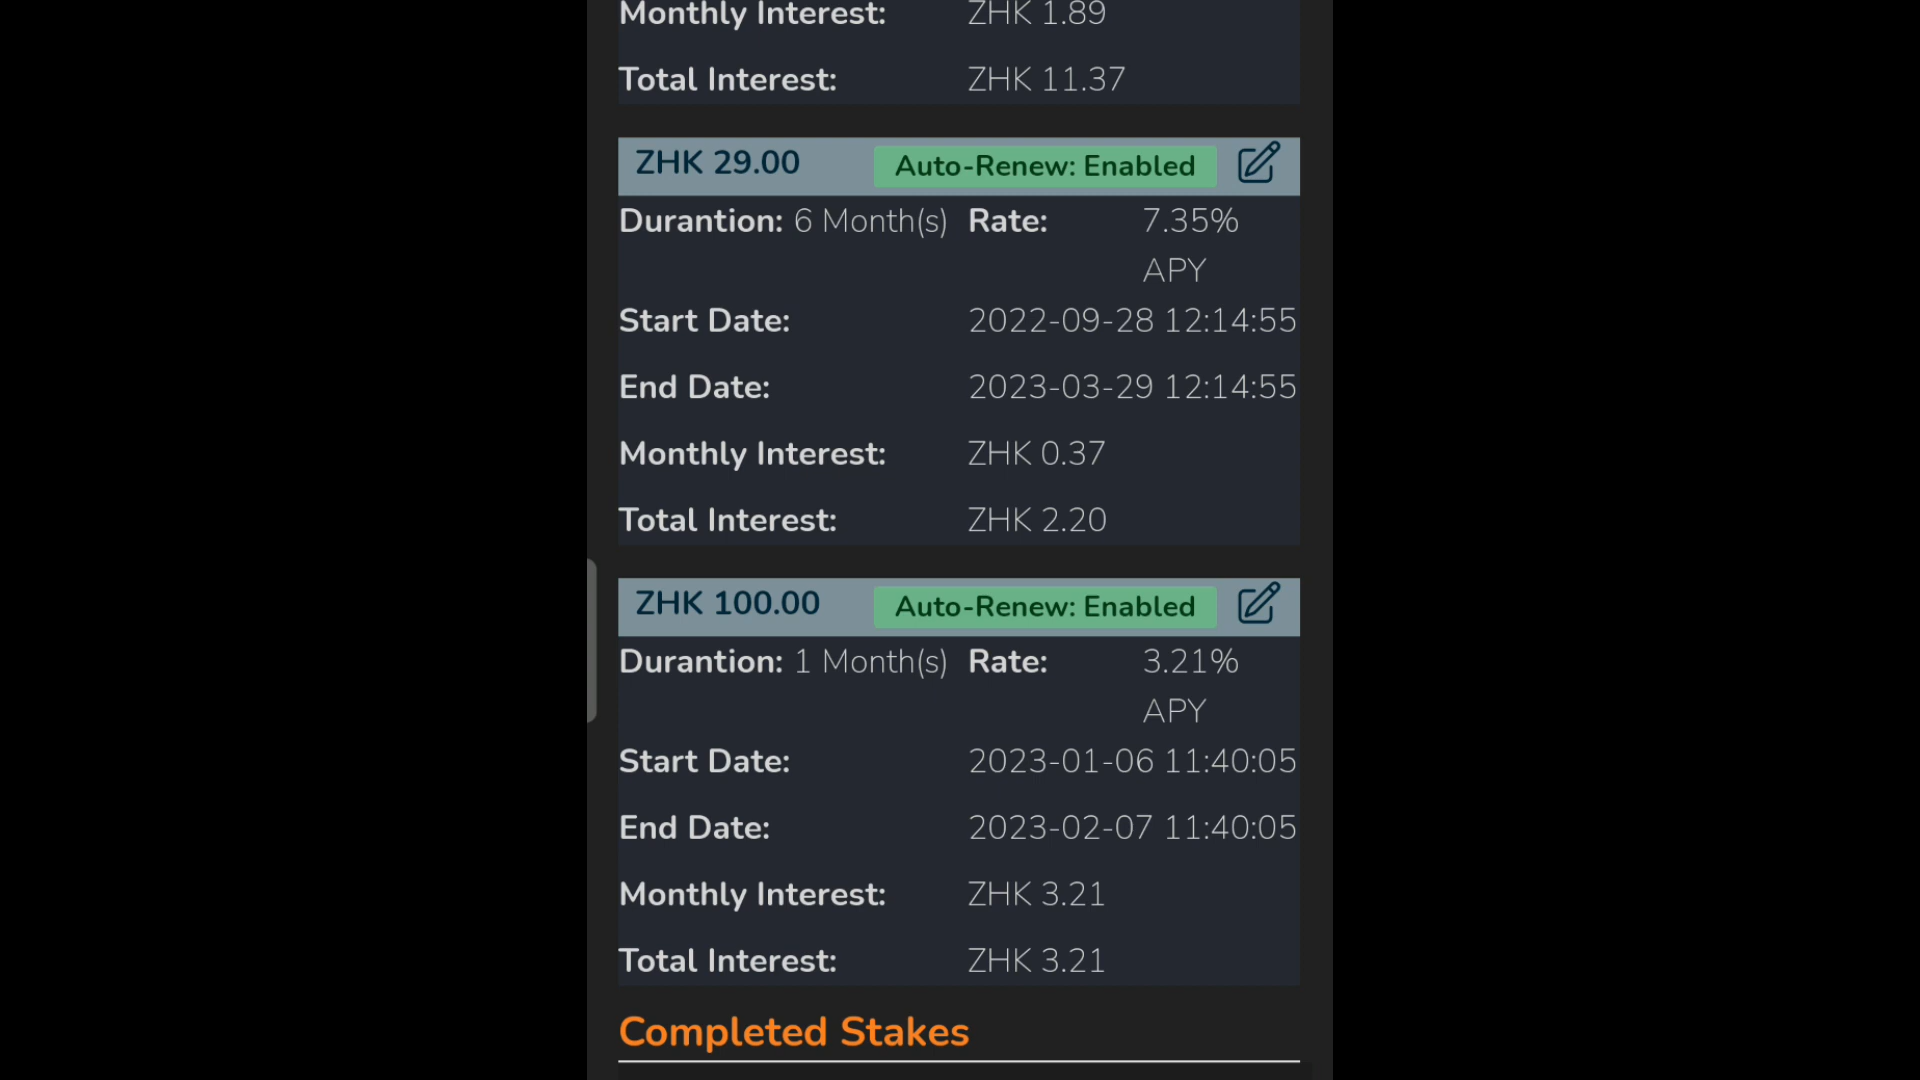 Monthly Interest: ZHK 1.89
Total Interest: ZHK 11.37
ZHK 29.00 Auto-Renew: Enabled
Durantion: 6 Month(s) Rate: 7.35%
APY
Start Date: 2022-09-28 12:14:55
End Date: 2023-03-29 12:14:55
Monthly Interest: ZHK 0.37
Total Interest: ZHK 2.20
ZHK 100.00 Auto-Renew: Enabled
Durantion: 1 Month(s) Rate: 3.21%
APY
Start Date: 2023-01-06 11:40:05
End Date: 2023-02-07 11:40:05
Monthly Interest: ZHK 3.21
Total Interest: ZHK 3.21
Completed Stakes